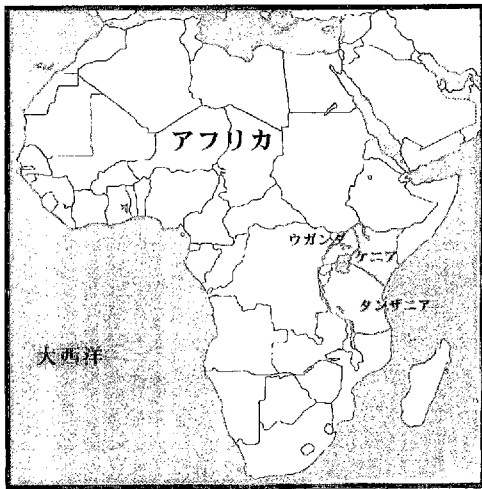 アフリカ
ウガンダ
ケニア
タンザニア
大西洋